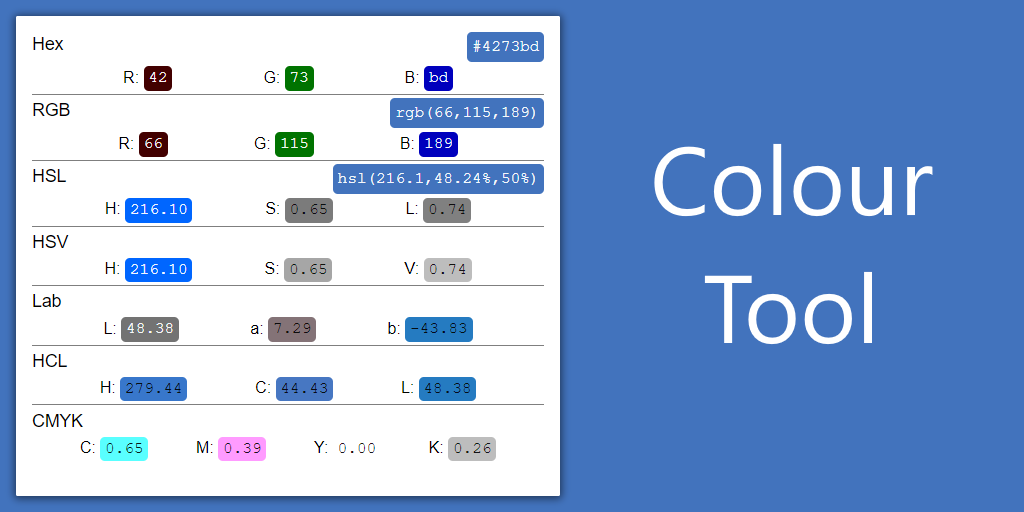 Hex #4273bd
R: 42 G: 73 B: bd
RGB rgb(66,115,189)
R: 66 G: 115 B: 189
HSL hsl(216.1,48.24%,50%)
H: 216.10 S: 0.65 L: 0.74
HSV
H: 216.10 S: 0.65 V: 0.74
Lab
L: 48.38 a: 7.29 b: -43.83
HCL
H: 279.44 C: 44.43 L: 48.38
CMYK
C: 0.65 M: 0.39 Y: 0.00 K: 0.26
Colour
Tool